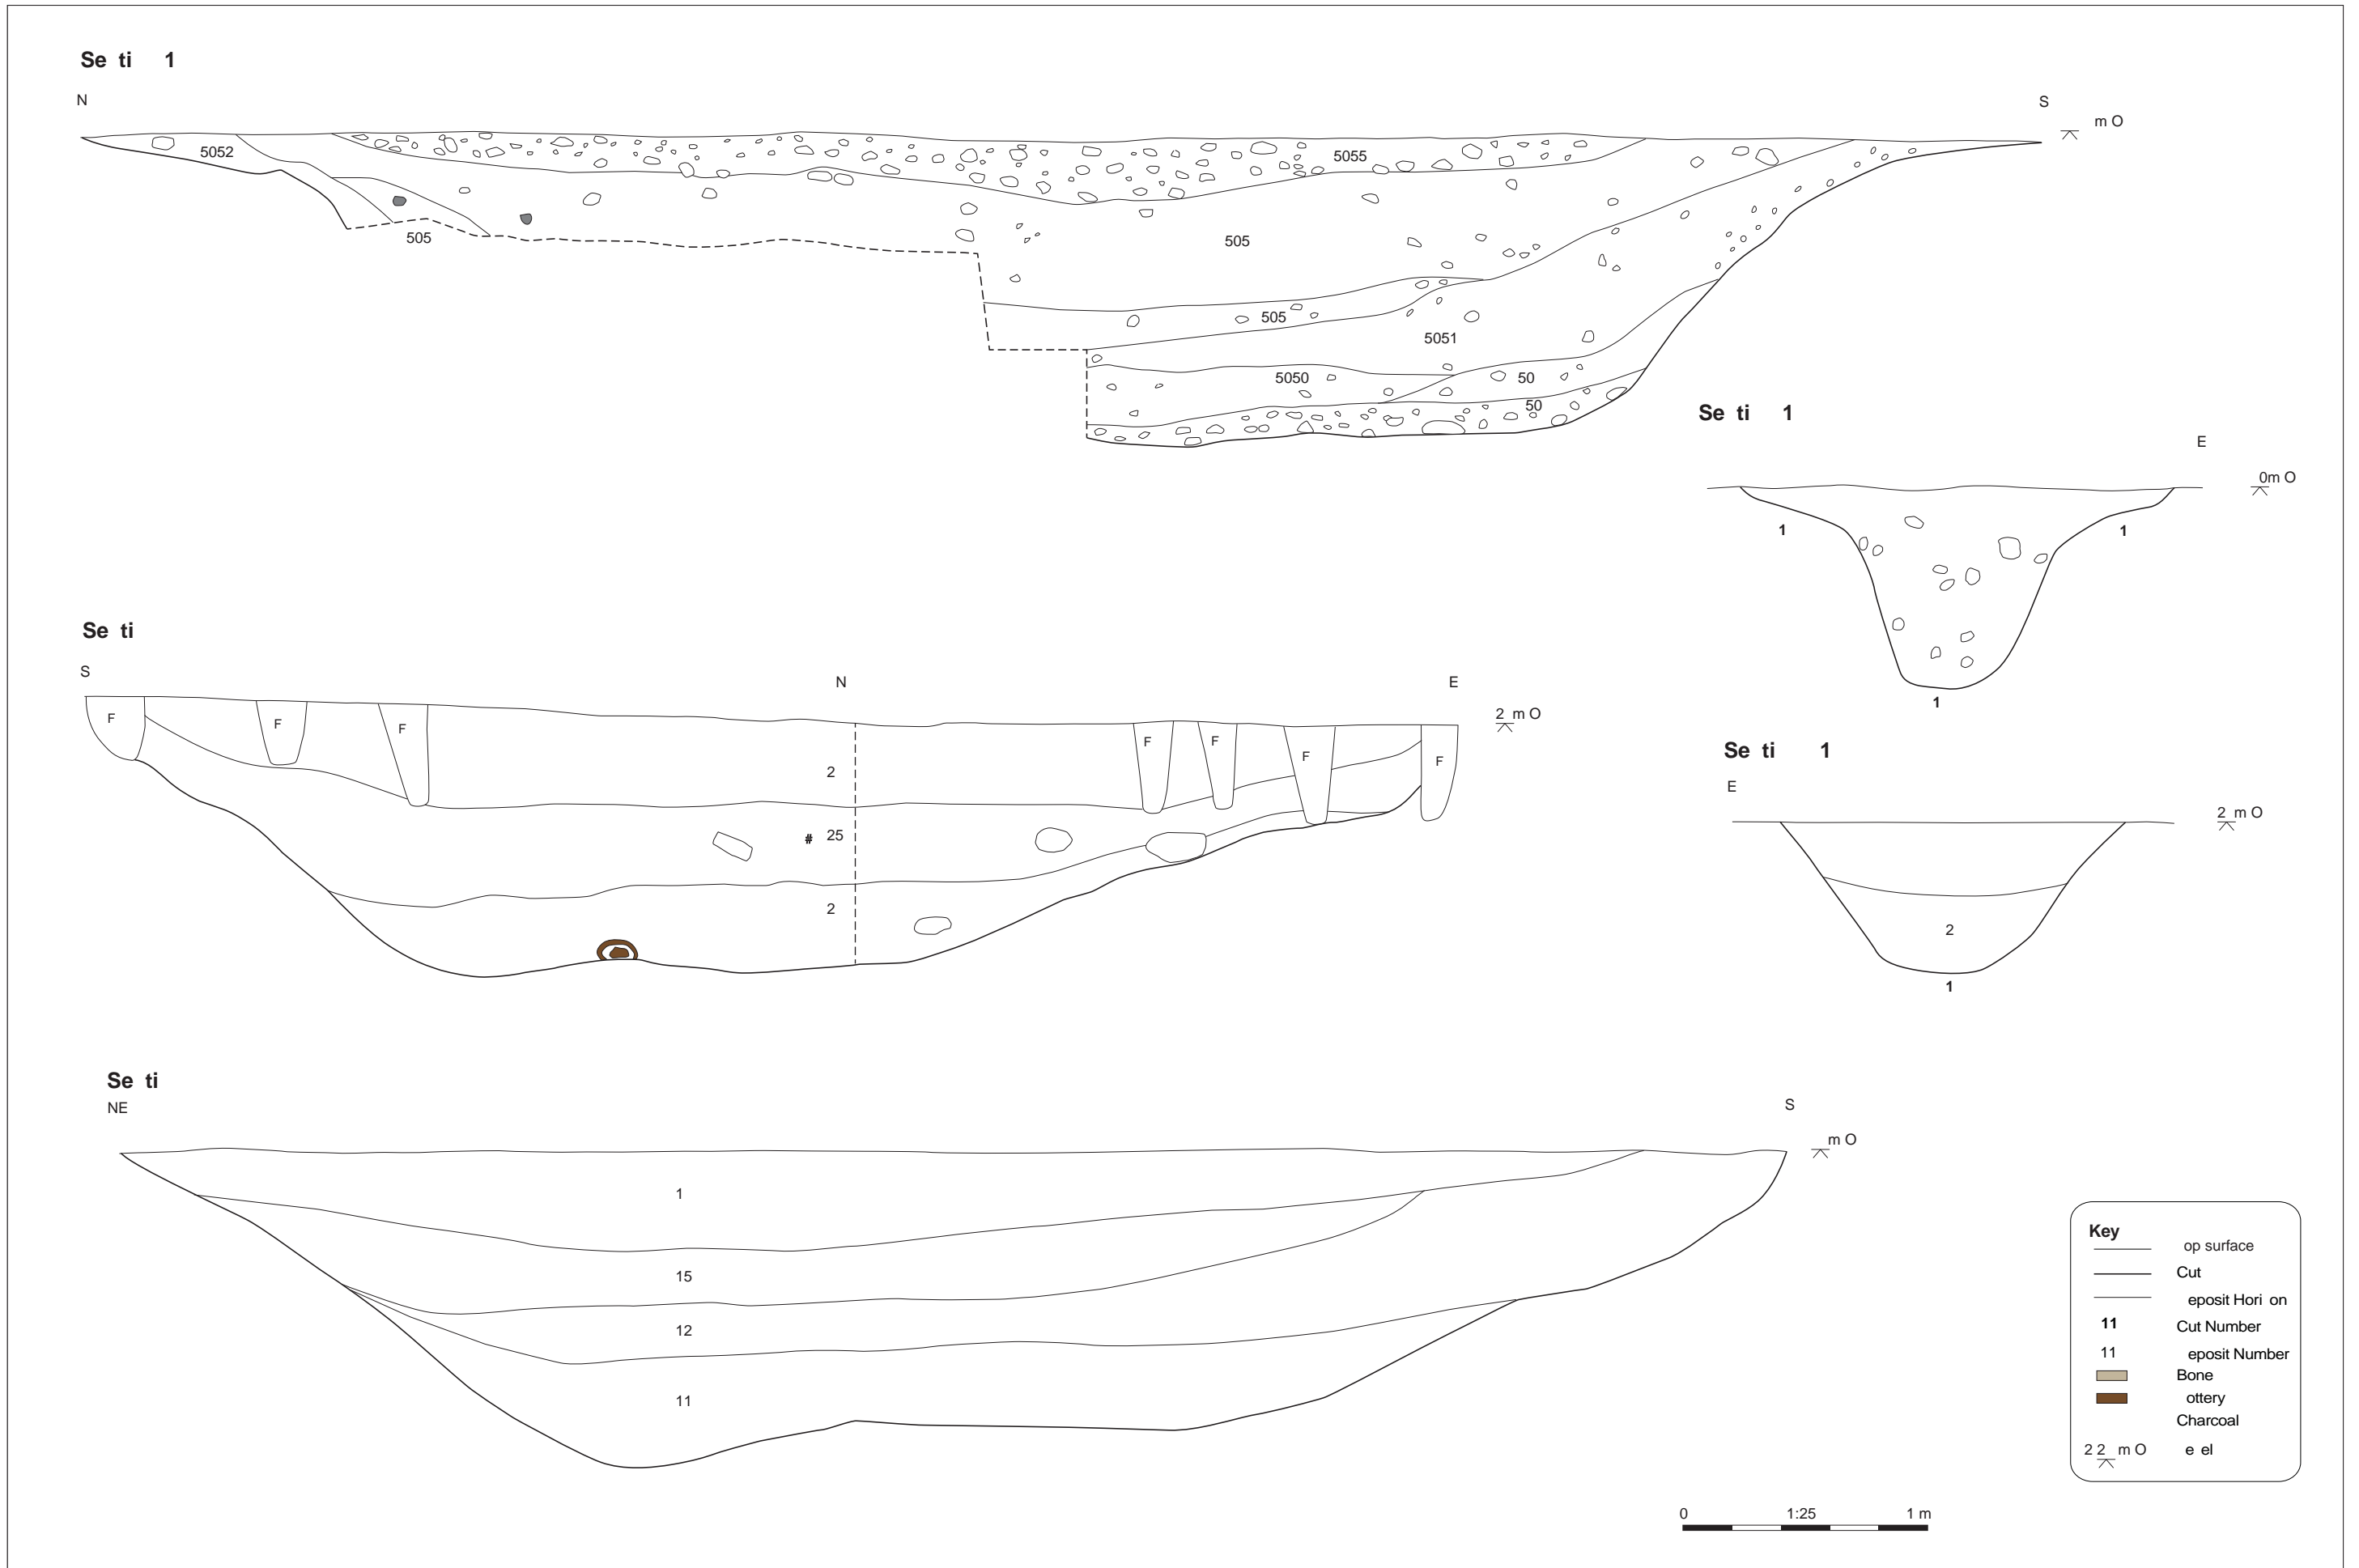 Se ti 1
N
S
m O
5052
5055
505
505
505
5051
5050
50
50
Se ti 1
E
0m O
1
1
1
Se ti
S
N
E
2 m O
F
F
F
F
F
F
F
2
# 25
2
Se ti 1
E
2 m O
2
1
Se ti
NE
S
m O
1
15
12
11
Key
op surface
Cut
eposit Hori on
11 Cut Number
11 eposit Number
Bone
ottery
Charcoal
2 2 m O e el
0 1:25 1 m